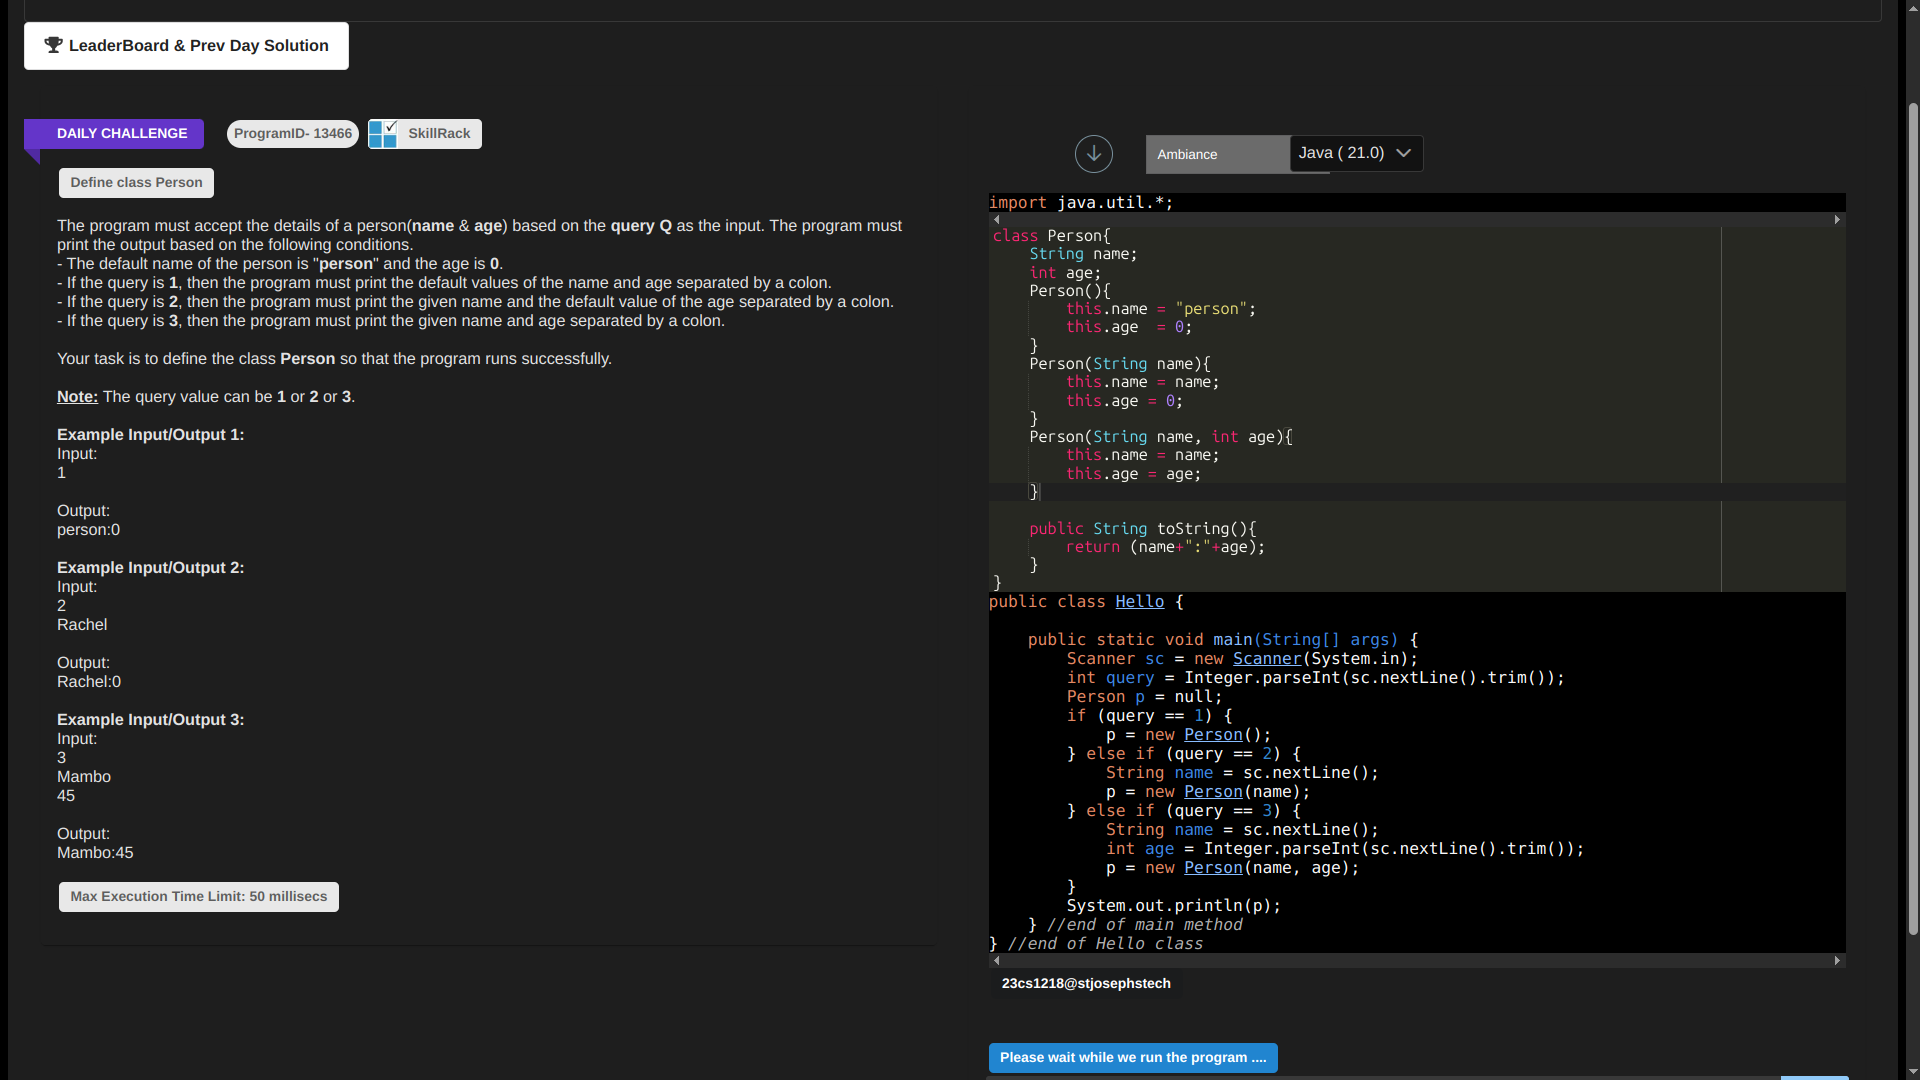 LeaderBoard & Prev Day Solution
DAILY CHALLENGE
ProgramID- 13466
SkillRack
Define class Person
The program must accept the details of a person(name & age) based on the query Q as the input. The program must
print the output based on the following conditions.
- The default name of the person is "person" and the age is 0.
- If the query is 1, then the program must print the default values of the name and age separated by a colon.
- If the query is 2, then the program must print the given name and the default value of the age separated by a colon.
- If the query is 3, then the program must print the given name and age separated by a colon.
Your task is to define the class Person so that the program runs successfully.
Note: The query value can be 1 or 2 or 3.
Example Input/Output 1:
Input:
1
Output:
person:0
Example Input/Output 2:
Input:
2
Rachel
Output:
Rachel:0
Example Input/Output 3:
Input:
3
Mambo
45
Output:
Mambo:45
Max Execution Time Limit: 50 millisecs
Ambiance
Java ( 21.0)
import java.util.*;
class Person{
    String name;
    int age;
    Person(){
        this.name = "person";
        this.age  = 0;
    }
    Person(String name){
        this.name = name;
        this.age = 0;
    }
    Person(String name, int age){
        this.name = name;
        this.age = age;
    }
    public String toString(){
        return (name+":"+age);
    }
}
public class Hello {
    public static void main(String[] args) {
        Scanner sc = new Scanner(System.in);
        int query = Integer.parseInt(sc.nextLine().trim());
        Person p = null;
        if (query == 1) {
            p = new Person();
        } else if (query == 2) {
            String name = sc.nextLine();
            p = new Person(name);
        } else if (query == 3) {
            String name = sc.nextLine();
            int age = Integer.parseInt(sc.nextLine().trim());
            p = new Person(name, age);
        }
        System.out.println(p);
    } //end of main method
} //end of Hello class
23cs1218@stjosephstech
Please wait while we run the program ....